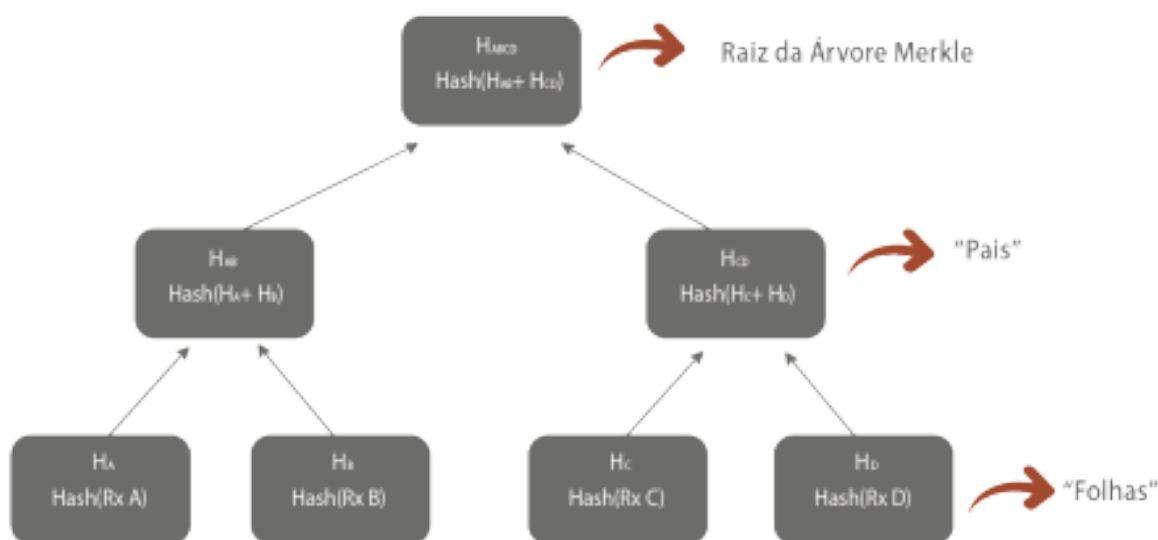 HABCD
Hash(HAB+ HCD)
Raiz da Árvore Merkle
HAB
Hash(HA+ HB)
HCD
Hash(HC+ HD)
"Pais"
HA
Hash(Rx A)
HB
Hash(Rx B)
HC
Hash(Rx C)
HD
Hash(Rx D)
"Folhas"